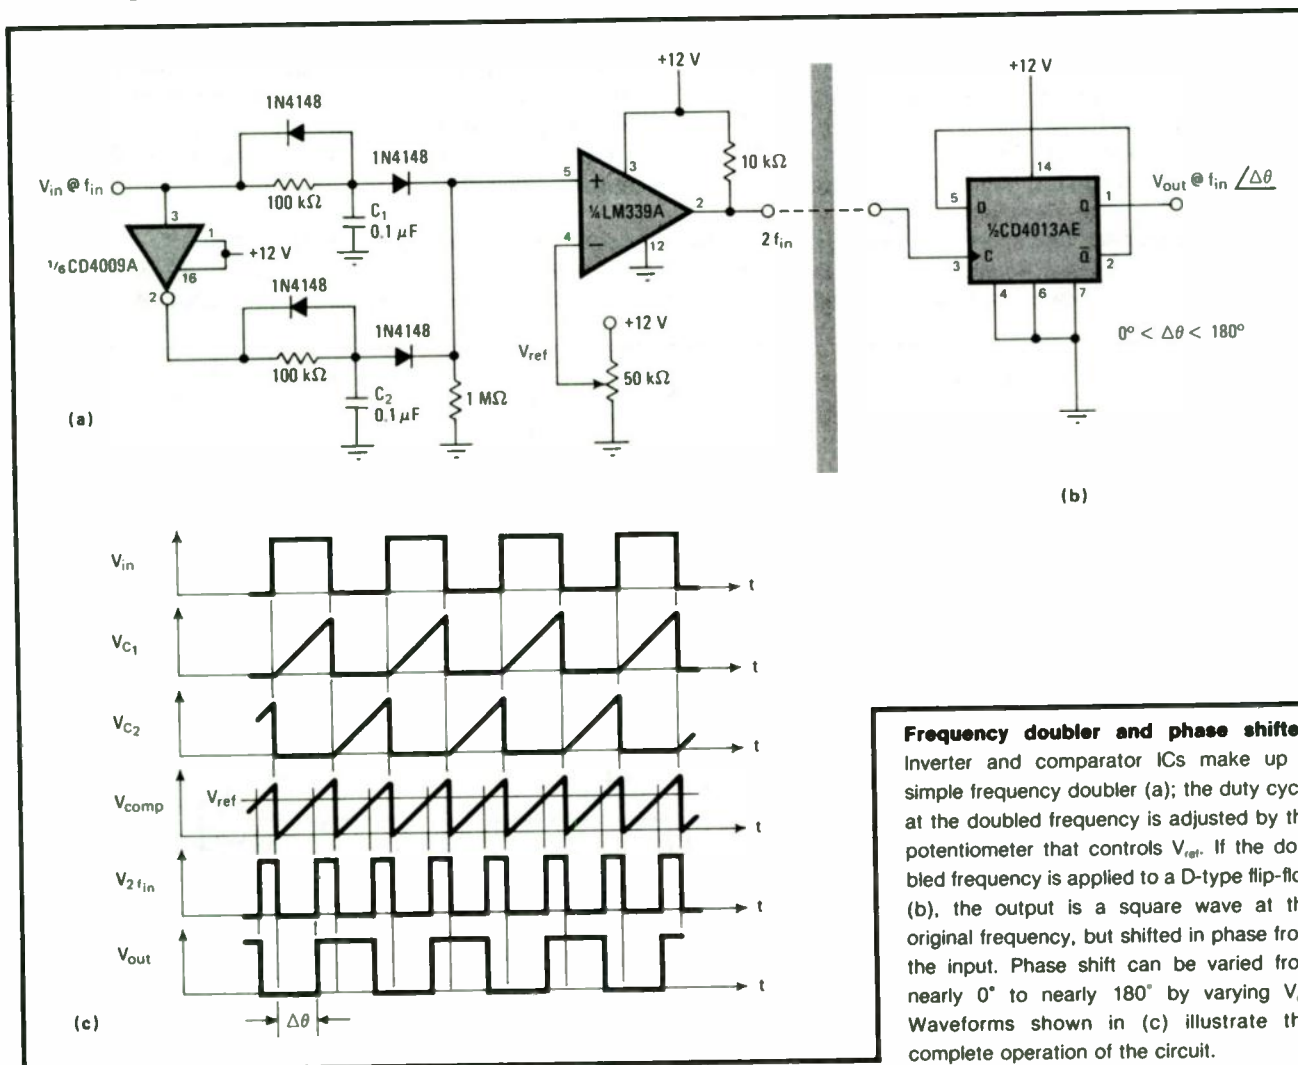 1N4148
1N4148
V_in @ f_in
100 kΩ
C_1
0.1 μF
3
1
+12 V
16
1/6 CD4009A
2
1N4148
1N4148
100 kΩ
C_2
0.1 μF
1 MΩ
(a)
+12 V
10 kΩ
5
+
3
¼LM339A
2
4
−
12
2 f_in
V_ref
+12 V
50 kΩ
+12 V
14
5
D
Q
1
½CD4013AE
3
C
Q̅
2
4
6
7
V_out @ f_in ∠Δθ
0° < Δθ < 180°
(b)
V_in
t
V_C1
t
V_C2
t
V_comp
V_ref
t
V_2 f_in
t
V_out
t
(c)
Δθ
Frequency doubler and phase shifte
Inverter and comparator ICs make up
simple frequency doubler (a); the duty cyc
at the doubled frequency is adjusted by th
potentiometer that controls V_ref. If the dou
bled frequency is applied to a D-type flip-flo
(b), the output is a square wave at th
original frequency, but shifted in phase fro
the input. Phase shift can be varied fro
nearly 0° to nearly 180° by varying V
Waveforms shown in (c) illustrate th
complete operation of the circuit.